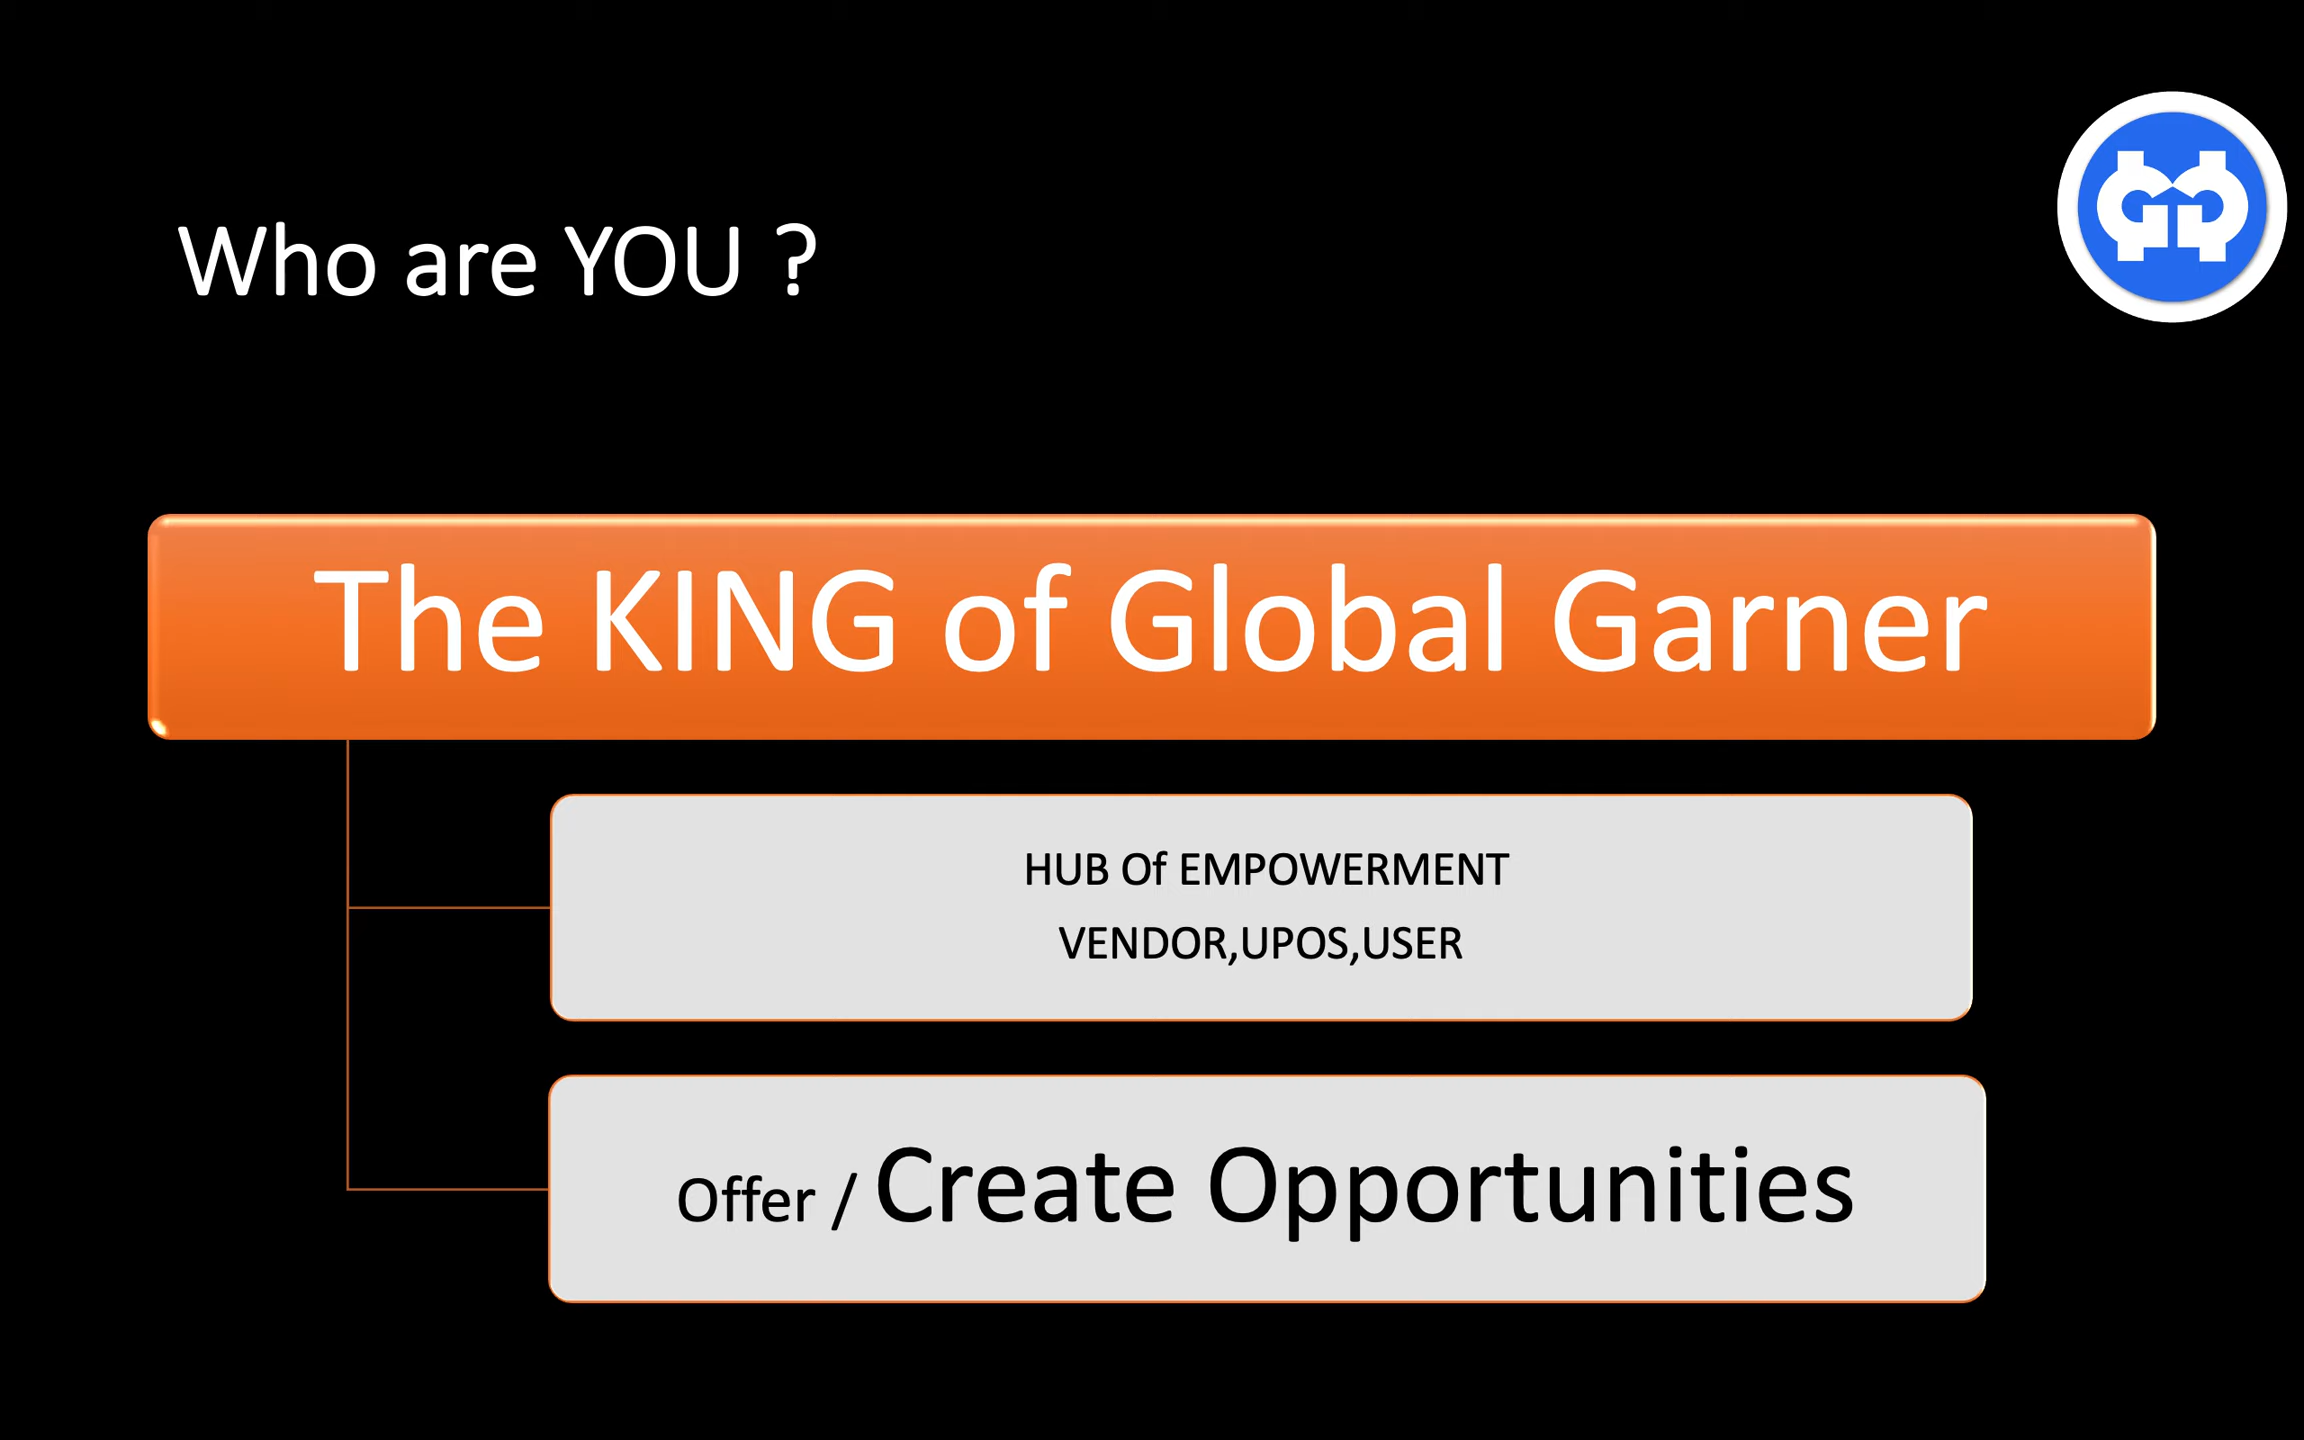 Who are YOU ?
The KING of Global Garner
HUB Of EMPOWERMENT
VENDOR,UPOS,USER
Offer / Create Opportunities